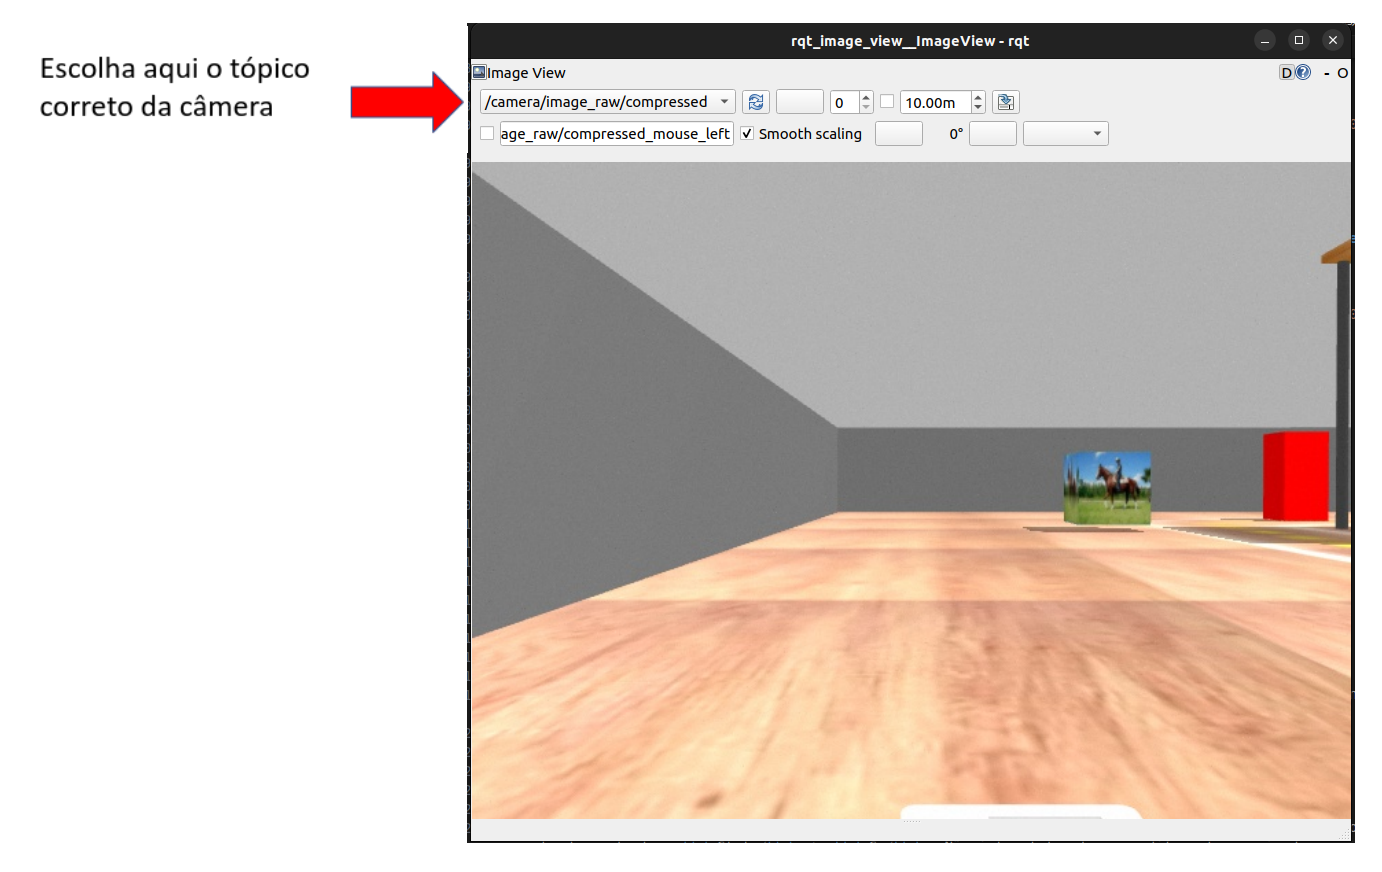 rqt_image_view__ImageView - rqt
Escolha aqui o tópico
correto da câmera
Image View
D - O
/camera/image_raw/compressed 0 10.00m
age_raw/compressed_mouse_left Smooth scaling 0°